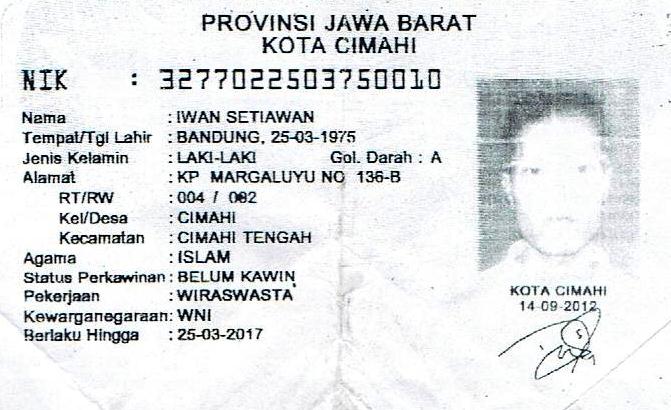 PROVINSI JAWA BARAT
KOTA CIMAHI
NIK : 3277022503750010
Nama : IWAN SETIAWAN
Tempat/Tgl Lahir : BANDUNG, 25-03-1975
Jenis Kelamin : LAKI-LAKI Gol. Darah : A
Alamat : KP MARGALUYU NO 136-B
RT/RW : 004 / 002
Kel/Desa : CIMAHI
Kecamatan : CIMAHI TENGAH
Agama : ISLAM
Status Perkawinan: BELUM KAWIN
Pekerjaan : WIRASWASTA
Kewarganegaraan: WNI
Berlaku Hingga : 25-03-2017
KOTA CIMAHI
14-09-2012